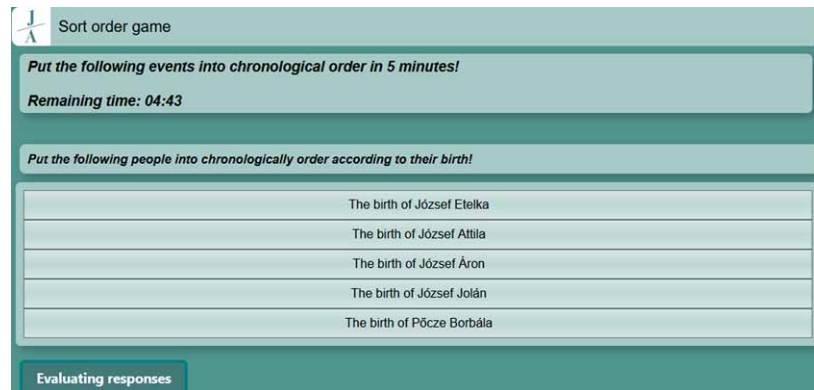 J
A
Sort order game
Put the following events into chronological order in 5 minutes!
Remaining time: 04:43
Put the following people into chronologically order according to their birth!
The birth of József Etelka
The birth of József Attila
The birth of József Áron
The birth of József Jolán
The birth of Pőcze Borbála
Evaluating responses